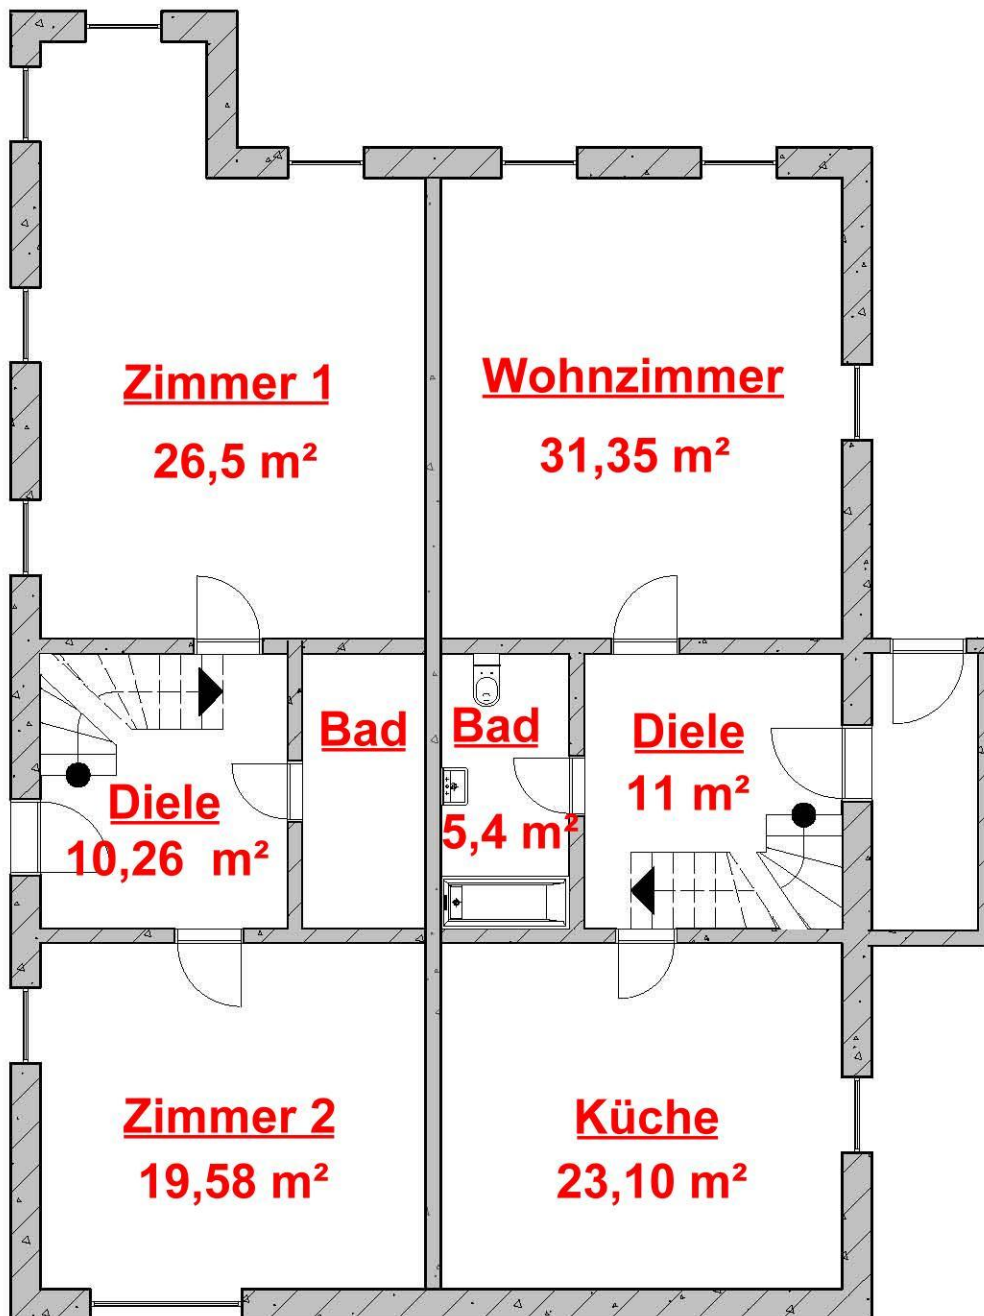 Zimmer 1
26,5 m²
Wohnzimmer
31,35 m²
Diele
10,26 m²
Bad
Bad
5,4 m²
Diele
11 m²
Zimmer 2
19,58 m²
Küche
23,10 m²